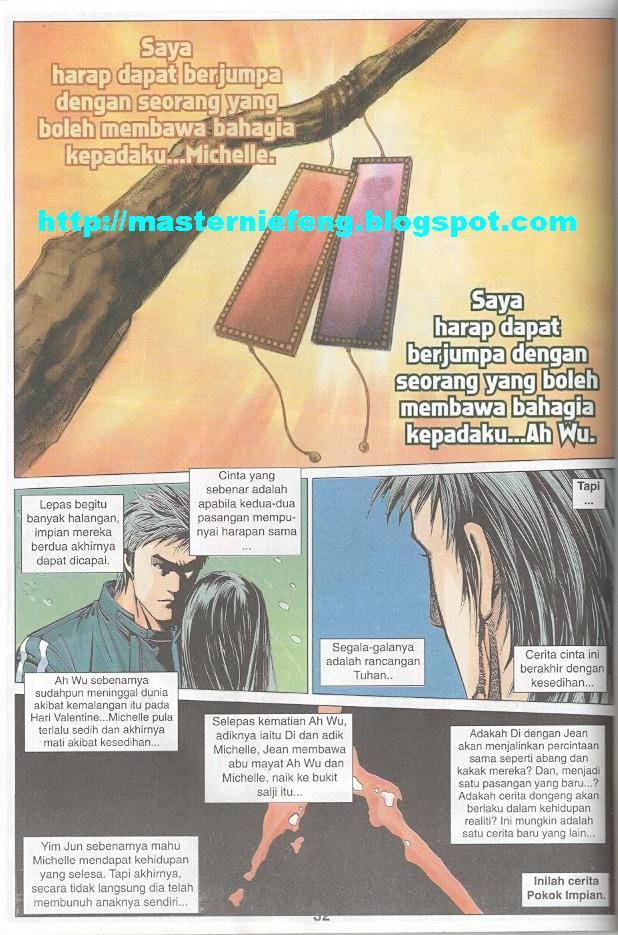 Saya
harap dapat berjumpa
dengan seorang yang
boleh membawa bahagia
kepadaku...Michelle.
http://masterniefeng.blogspot.com
Saya
harap dapat
berjumpa dengan
seorang yang boleh
membawa bahagia
kepadaku...Ah Wu.
Lepas begitu
banyak halangan,
impian mereka
berdua akhirnya
dapat dicapai.
Cinta yang
sebenar adalah
apabila kedua-dua
pasangan mempu-
nyai harapan sama
...
Tapi
...
Segala-galanya
adalah rancangan
Tuhan..
Cerita cinta ini
berakhir dengan
kesedihan...
Ah Wu sebenarnya
sudahpun meninggal dunia
akibat kemalangan itu pada
Hari Valentine...Michelle pula
terlalu sedih dan akhirnya
mati akibat kesedihan...
Selepas kematian Ah Wu,
adiknya iaitu Di dan adik
Michelle, Jean membawa
abu mayat Ah Wu dan
Michelle, naik ke bukit
salji itu...
Adakah Di dengan Jean
akan menjalinkan percintaan
sama seperti abang dan
kakak mereka? Dan, menjadi
satu pasangan yang baru...?
Adakah cerita dongeng akan
berlaku dalam kehidupan
realiti? Ini mungkin adalah
satu cerita baru yang lain...
Yim Jun sebenarnya mahu
Michelle mendapat kehidupan
yang selesa. Tapi akhirnya,
secara tidak langsung dia telah
membunuh anaknya sendiri...
Inilah cerita
Pokok Impian.
32